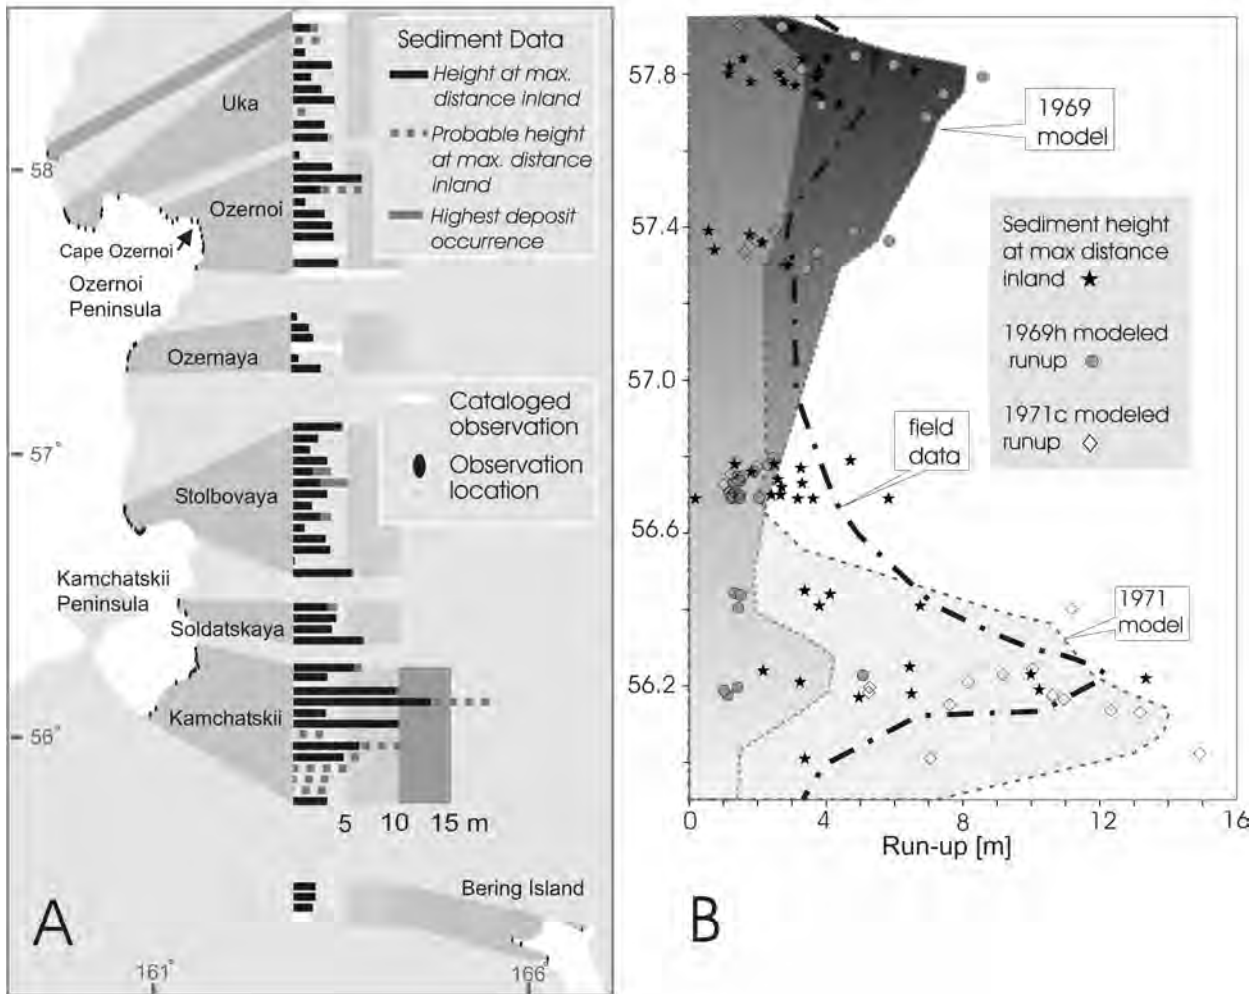 Sediment Data
Height at max.
distance inland
Probable height
at max. distance
inland
Highest deposit
occurrence
Uka
58
Ozernoi
Cape Ozernoi
Ozernoi
Peninsula
Ozernaya
Cataloged
observation
Observation
location
57°
Stolbovaya
Kamchatskii
Peninsula
Soldatskaya
Kamchatskii
56°
5 10 15 m
Bering Island
A
161°
166°
B
57.8
57.4
57.0
56.6
56.2
1969
model
Sediment height
at max distance
inland
1969h modeled
runup
1971c modeled
runup
field
data
1971
model
0 4 8 12 16
Run-up [m]